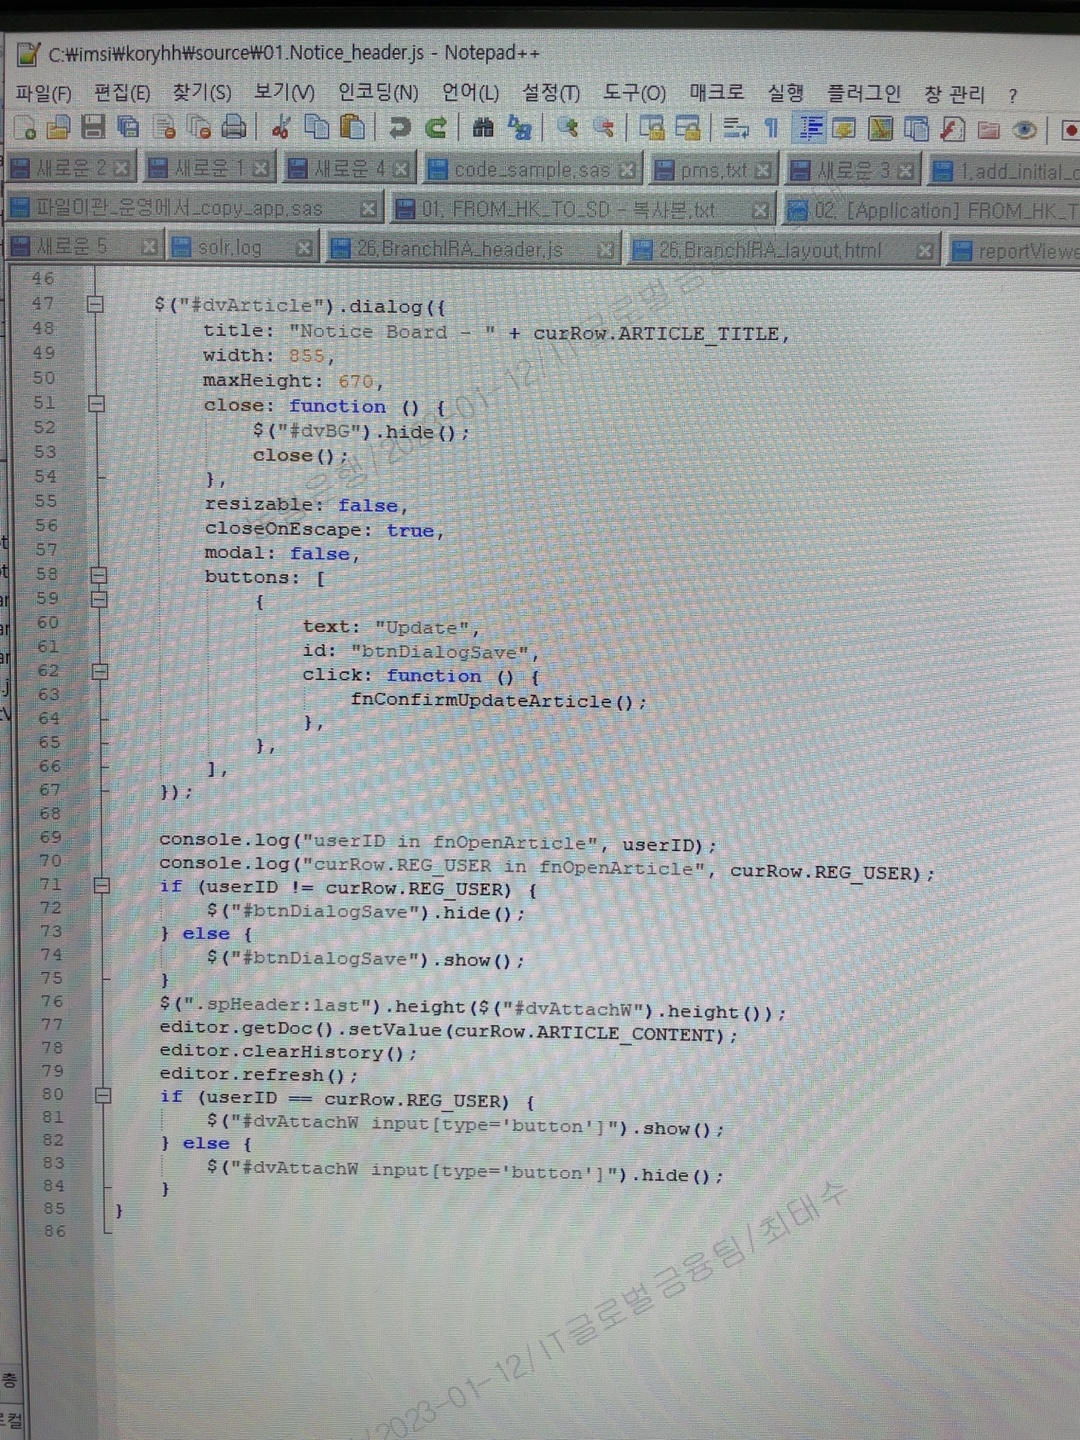 C:₩imsi₩koryhh₩source₩01.Notice_header.js - Notepad++
파일(F) 편집(E) 찾기(S) 보기(V) 인코딩(N) 언어(L) 설정(T) 도구(O) 매크로 실행 플러그인 창 관리 ?
새로운 2 새로운 1 새로운 4 code_sample.sas pms.txt 새로운 3 1.add_initial_c
파일이관_운영에서_copy_app.sas 01. FROM_HK_TO_SD - 복사본.txt 02. [Application] FROM_HK_T
새로운 5 solr.log 26.BranchIRA_header.js 26.BranchIRA_layout.html reportViewe
46
47 $("#dvArticle").dialog({
48 title: "Notice Board - " + curRow.ARTICLE_TITLE,
49 width: 855,
50 maxHeight: 670,
51 close: function () {
52 $("#dvBG").hide();
53 close();
54 },
55 resizable: false,
56 closeOnEscape: true,
57 modal: false,
58 buttons: [
59 {
60 text: "Update",
61 id: "btnDialogSave",
62 click: function () {
63 fnConfirmUpdateArticle();
64 },
65 },
66 ],
67 });
68
69 console.log("userID in fnOpenArticle", userID);
70 console.log("curRow.REG_USER in fnOpenArticle", curRow.REG_USER);
71 if (userID != curRow.REG_USER) {
72 $("#btnDialogSave").hide();
73 } else {
74 $("#btnDialogSave").show();
75 }
76 $(".spHeader:last").height($("#dvAttachW").height());
77 editor.getDoc().setValue(curRow.ARTICLE_CONTENT);
78 editor.clearHistory();
79 editor.refresh();
80 if (userID == curRow.REG_USER) {
81 $("#dvAttachW input[type='button']").show();
82 } else {
83 $("#dvAttachW input[type='button']").hide();
84 }
85 }
86
/2023-01-12/IT글로벌금융팀/최태수
총